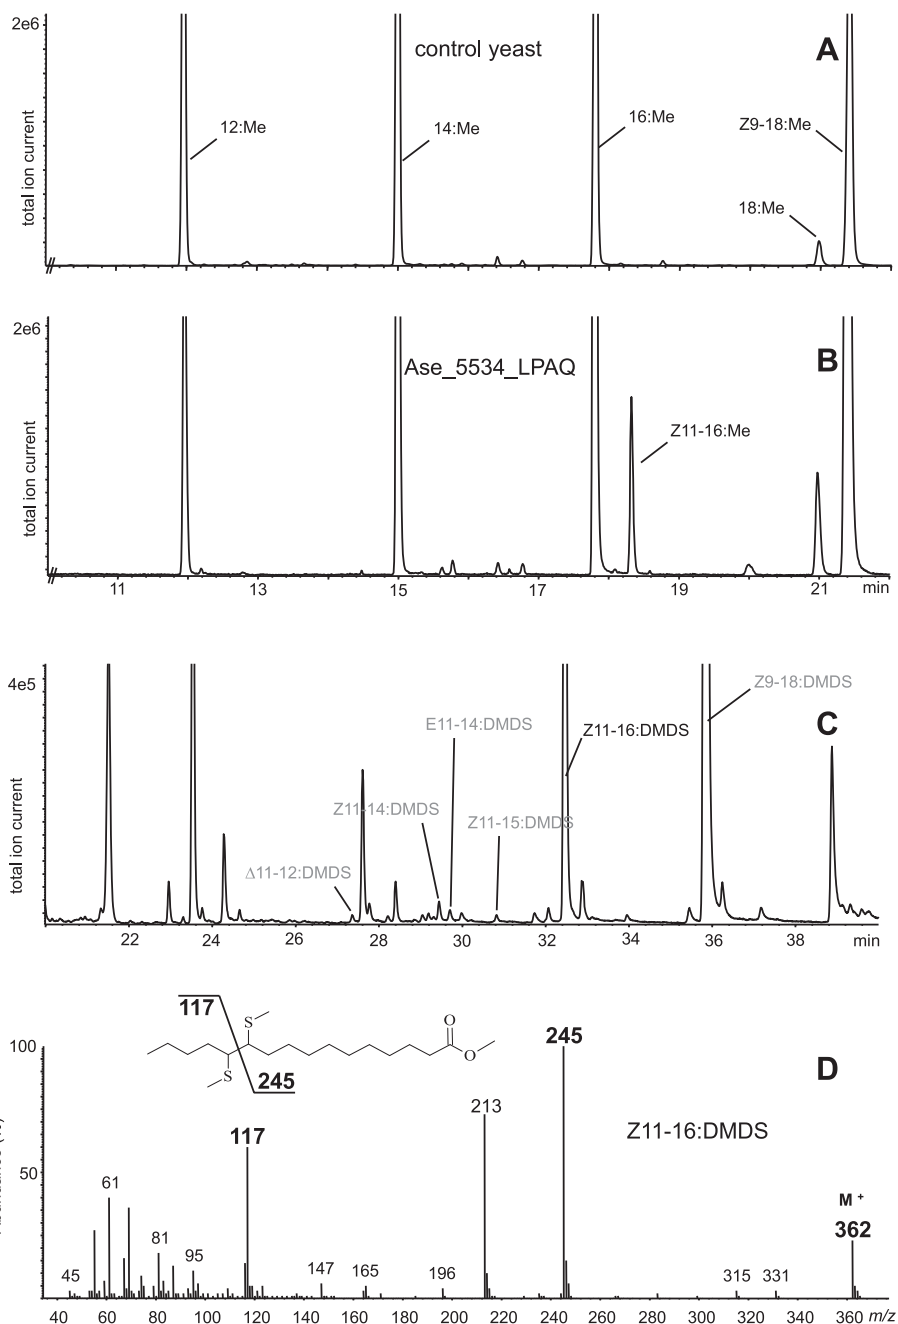 2e6
control yeast
A
total ion current
12:Me
14:Me
16:Me
Z9-18:Me
18:Me
2e6
Ase_5534_LPAQ
B
total ion current
Z11-16:Me
11 13 15 17 19 21 min
4e5
total ion current
C
Z9-18:DMDS
E11-14:DMDS
Z11-16:DMDS
Z11-14:DMDS
Z11-15:DMDS
Δ11-12:DMDS
22 24 26 28 30 32 34 36 38 min
117
S
O
O
S
245
D
Z11-16:DMDS
100
50
45
61
81
95
117
147
165
196
213
245
315
331
M +
362
40 60 80 100 120 140 160 180 200 220 240 260 280 300 320 340 360 m/z